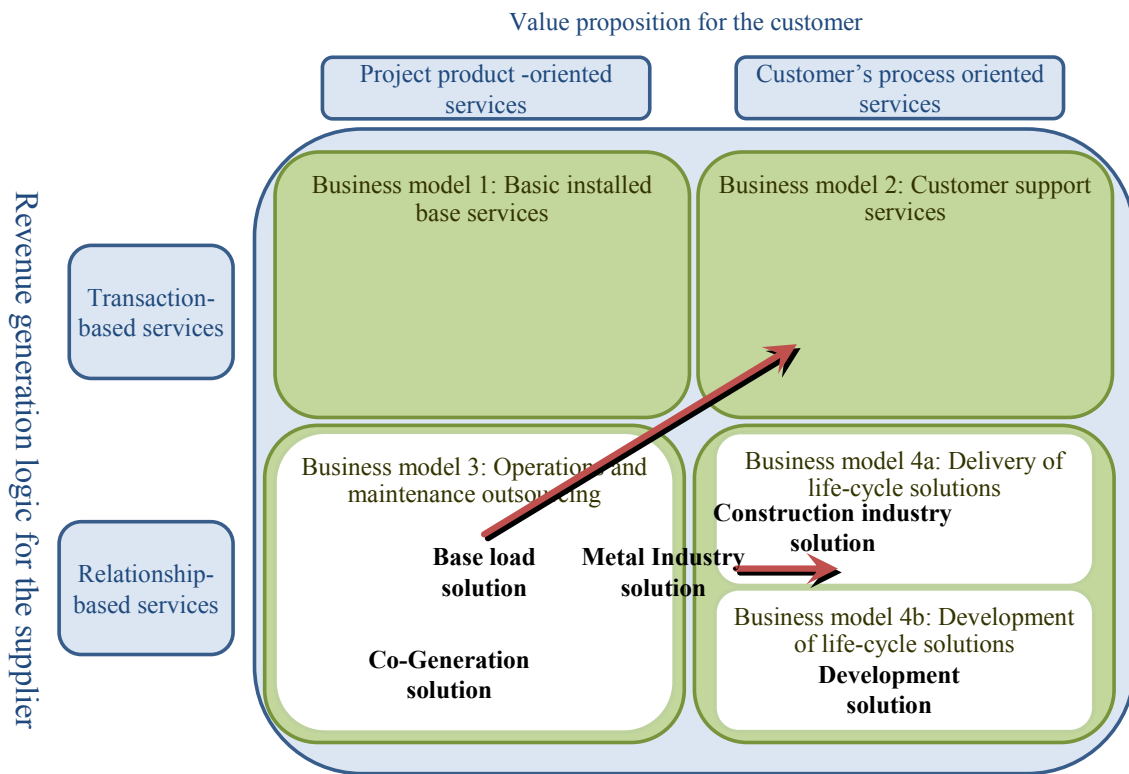 Value proposition for the customer
Project product -oriented
services
Customer's process oriented
services
Revenue generation logic for the supplier
Transaction-
based services
Business model 1: Basic installed
base services
Business model 2: Customer support
services
Relationship-
based services
Business model 3: Operations and
maintenance outsourcing
Base load
solution
Metal Industry
solution
Co-Generation
solution
Business model 4a: Delivery of
life-cycle solutions
Construction industry
solution
Business model 4b: Development
of life-cycle solutions
Development
solution